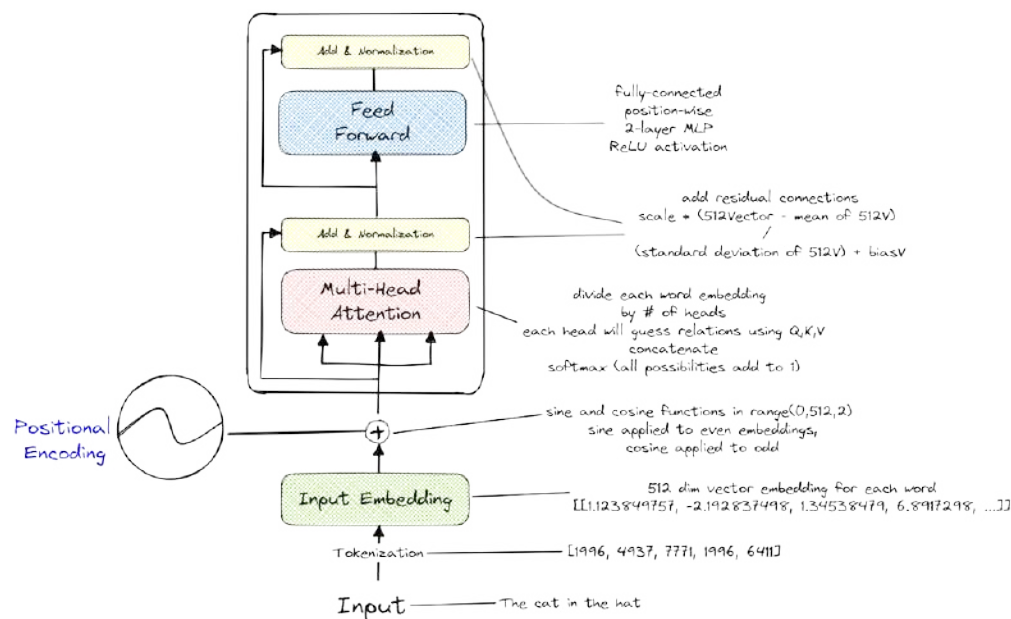 Add & Normalization
Feed
Forward
fully-connected
position-wise
2-layer MLP
ReLU activation
add residual connections
scale * (512Vector - mean of 512V)
/
(standard deviation of 512V) + biasV
Add & Normalization
Multi-Head
Attention
divide each word embedding
by # of heads
each head will guess relations using Q,K,V
concatenate
softmax (all possibilities add to 1)
Positional
Encoding
+
sine and cosine functions in range(0,512,2)
sine applied to even embeddings,
cosine applied to odd
Input Embedding
512 dim vector embedding for each word
[[1.123849757, -2.192837498, 1.34538479, 6.8917298, ...]]
Tokenization
[1996, 4937, 7771, 1996, 6411]
Input
The cat in the hat